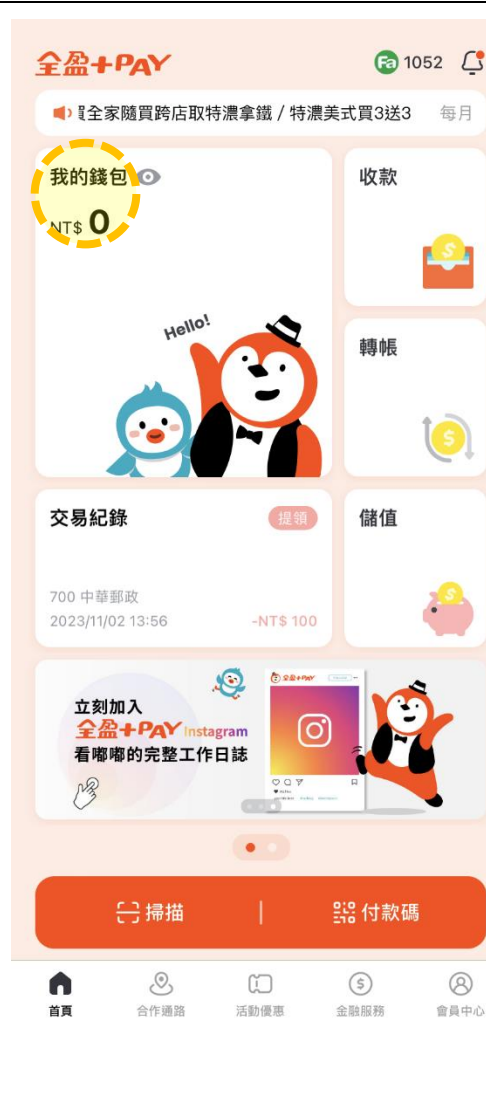 全盈+PAY
Fa 1052
全家隨買跨店取特濃拿鐵 / 特濃美式買3送3 每月
我的錢包
NT$ 0
Hello!
收款
轉帳
交易紀錄 提領
700 中華郵政
2023/11/02 13:56 -NT$ 100
儲值
立刻加入
全盈+PAY Instagram
看嘟嘟的完整工作日誌
全盈+PAY
掃描 | 付款碼
首頁 合作通路 活動優惠 金融服務 會員中心